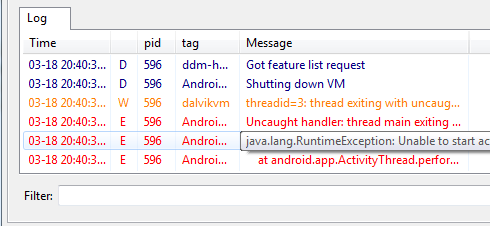 Log
Time pid tag Message
03-18 20:40:3... D 596 ddm-h... Got feature list request
03-18 20:40:3... D 596 Androi... Shutting down VM
03-18 20:40:3... W 596 dalvikvm threadid=3: thread exiting with uncaug...
03-18 20:40:3... E 596 Androi... Uncaught handler: thread main exiting ...
03-18 20:40:3... E 596 Androi... java.lang.RuntimeException: Unable to start ac
03-18 20:40:3... E 596 Androi... at android.app.ActivityThread.perfor...
Filter: